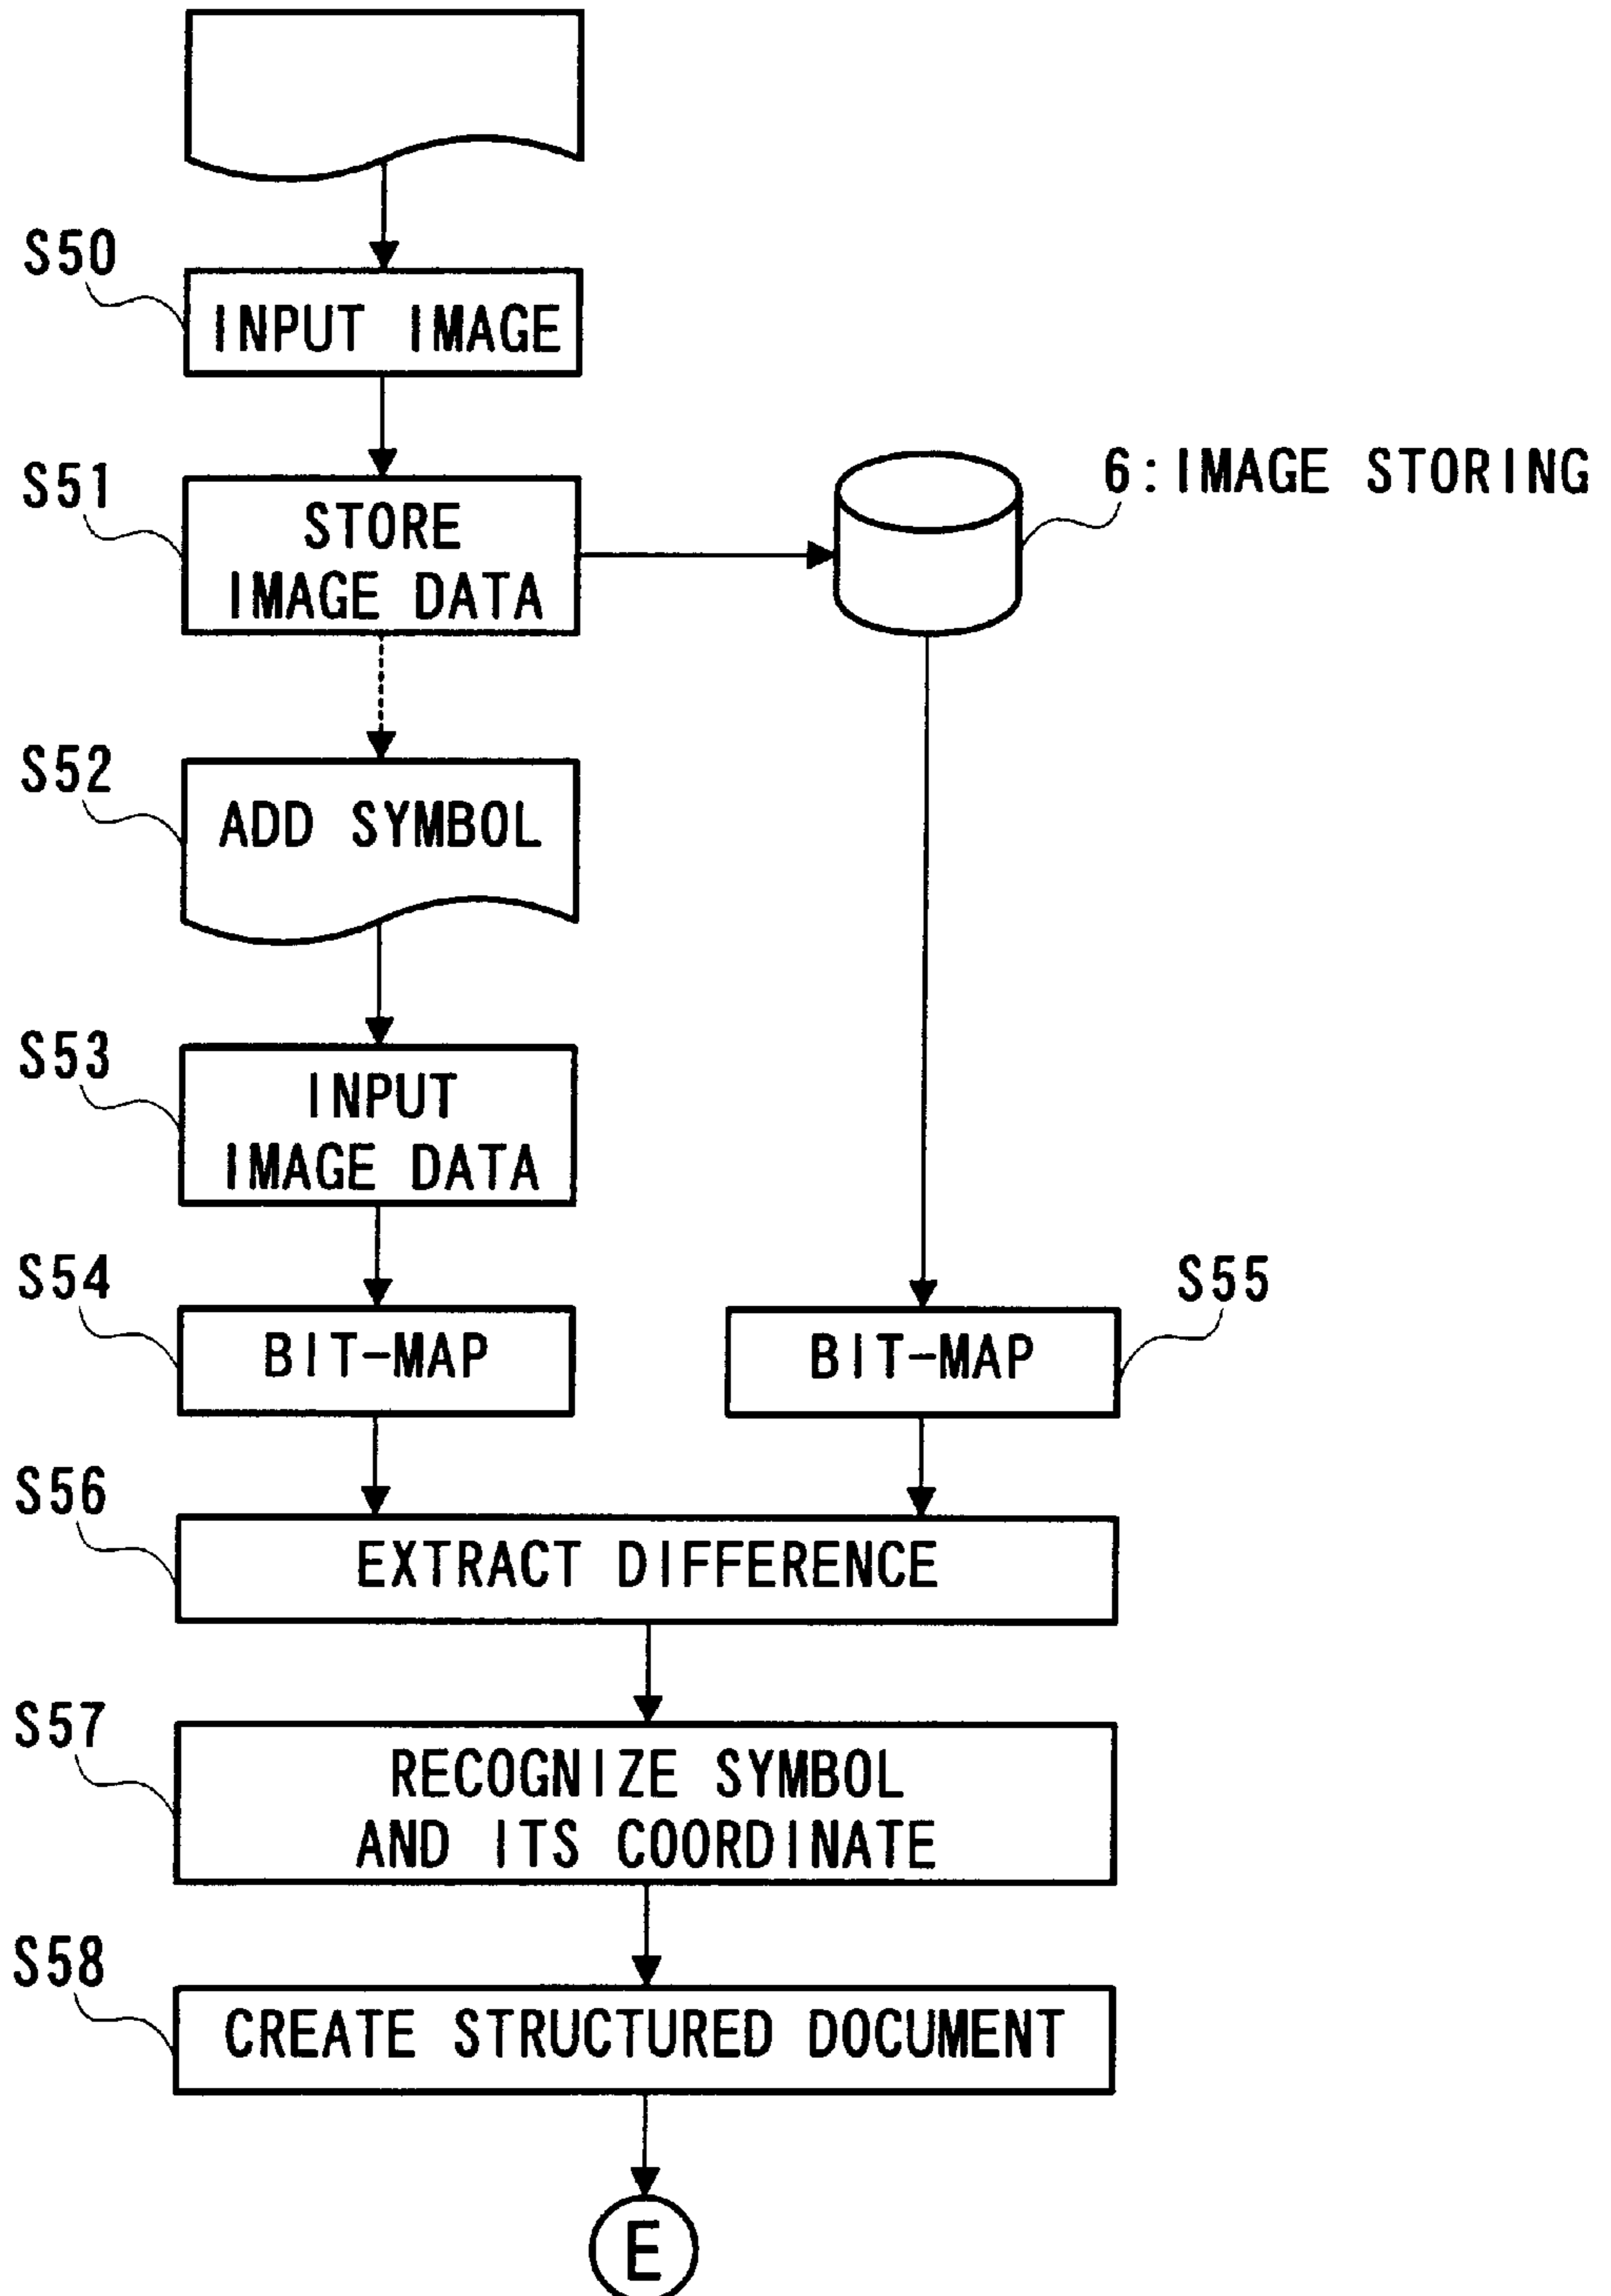 S50
INPUT IMAGE
S51
STORE
IMAGE DATA
6:IMAGE STORING
S52
ADD SYMBOL
S53
INPUT
IMAGE DATA
S54
BIT-MAP
S55
BIT-MAP
S56
EXTRACT DIFFERENCE
S57
RECOGNIZE SYMBOL
AND ITS COORDINATE
S58
CREATE STRUCTURED DOCUMENT
E